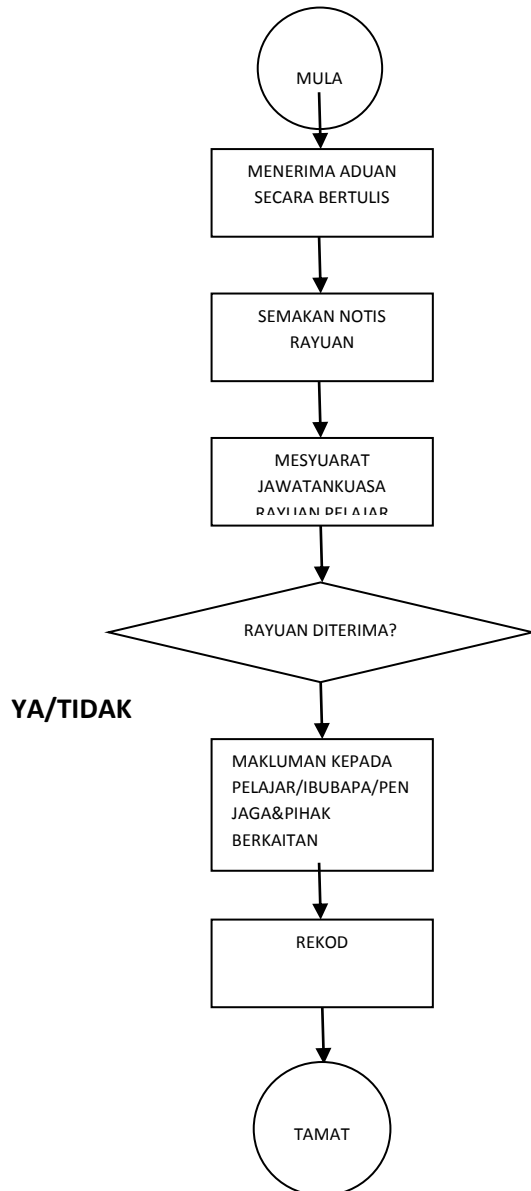 MULA
MENERIMA ADUAN
SECARA BERTULIS
SEMAKAN NOTIS
RAYUAN
MESYUARAT
JAWATANKUASA
RAYUAN PELAJAR
RAYUAN DITERIMA?
YA/TIDAK
MAKLUMAN KEPADA
PELAJAR/IBUBAPA/PEN
JAGA&PIHAK
BERKAITAN
REKOD
TAMAT